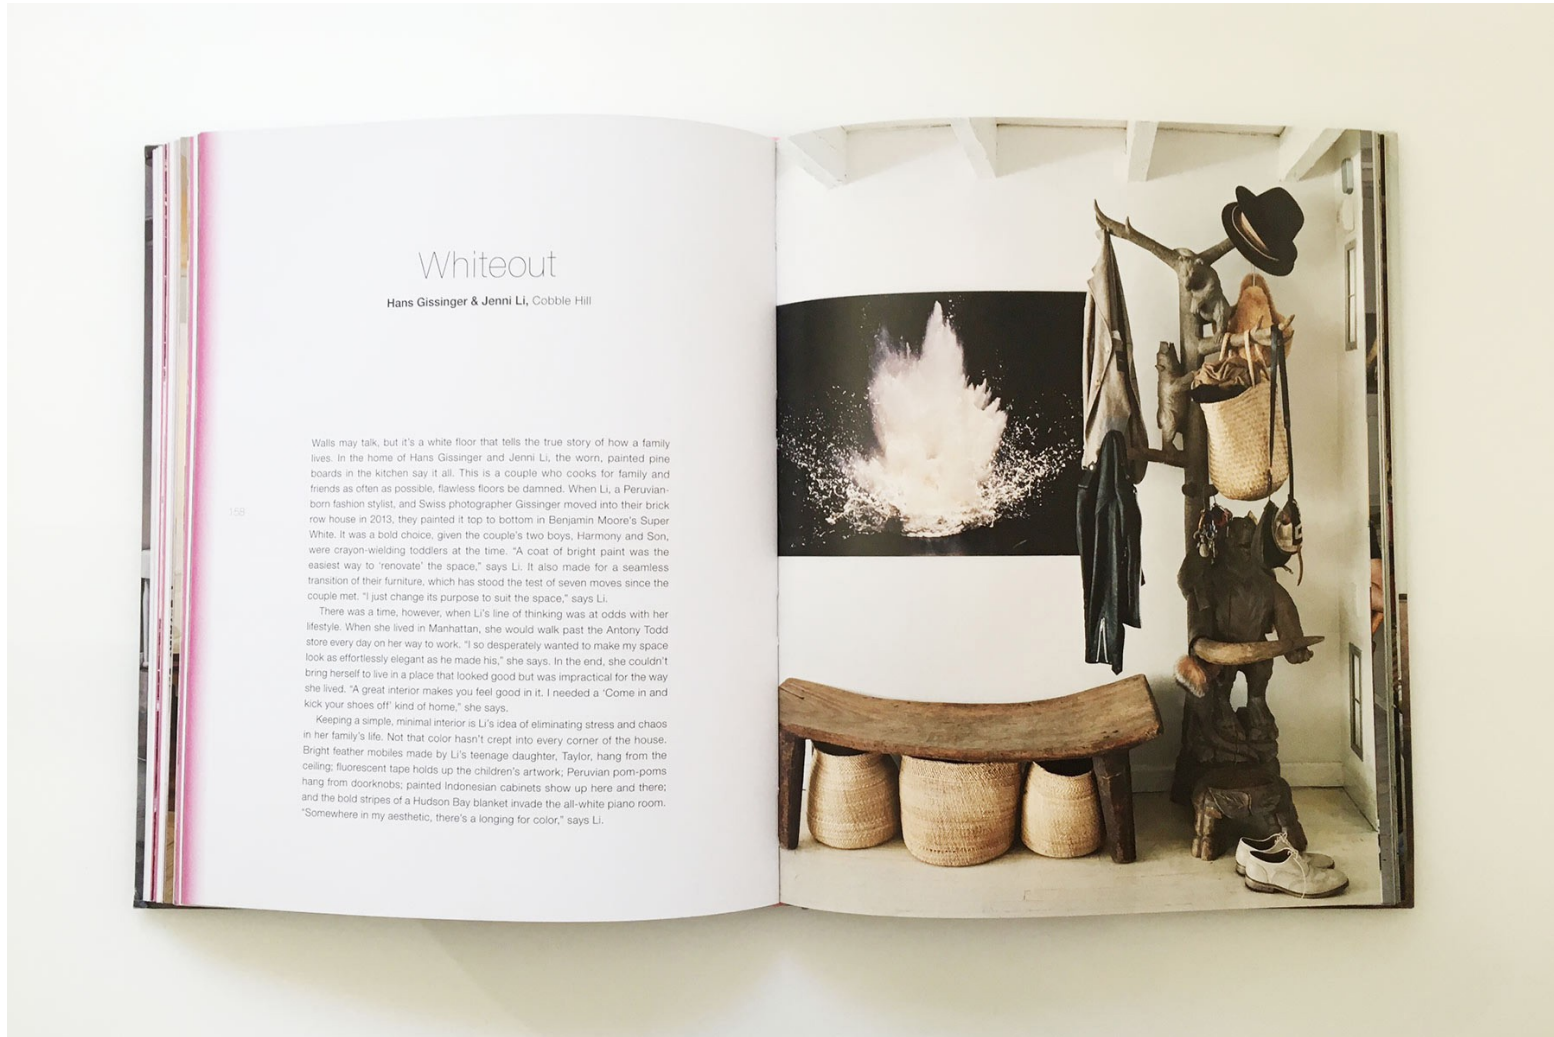 Whiteout
Hans Gissinger & Jenni Li, Cobble Hill
Walls may talk, but it's a white floor that tells the true story of how a family
lives. In the home of Hans Gissinger and Jenni Li, the worn, painted pine
boards in the kitchen say it all. This is a couple who cooks for family and
friends as often as possible, flawless floors be damned. When Li, a Peruvian-
born fashion stylist, and Swiss photographer Gissinger moved into their brick
row house in 2013, they painted it top to bottom in Benjamin Moore's Super
White. It was a bold choice, given the couple's two boys, Harmony and Son,
were crayon-wielding toddlers at the time. "A coat of bright paint was the
easiest way to 'renovate' the space," says Li. It also made for a seamless
transition of their furniture, which has stood the test of seven moves since the
couple met. "I just change its purpose to suit the space," says Li.
There was a time, however, when Li's line of thinking was at odds with her
lifestyle. When she lived in Manhattan, she would walk past the Antony Todd
store every day on her way to work. "I so desperately wanted to make my space
look as effortlessly elegant as he made his," she says. In the end, she couldn't
bring herself to live in a place that looked good but was impractical for the way
she lived. "A great interior makes you feel good in it. I needed a 'Come in and
kick your shoes off' kind of home," she says.
Keeping a simple, minimal interior is Li's idea of eliminating stress and chaos
in her family's life. Not that color hasn't crept into every corner of the house.
Bright feather mobiles made by Li's teenage daughter, Taylor, hang from the
ceiling; fluorescent tape holds up the children's artwork; Peruvian pom-poms
hang from doorknobs; painted Indonesian cabinets show up here and there;
and the bold stripes of a Hudson Bay blanket invade the all-white piano room.
"Somewhere in my aesthetic, there's a longing for color," says Li.